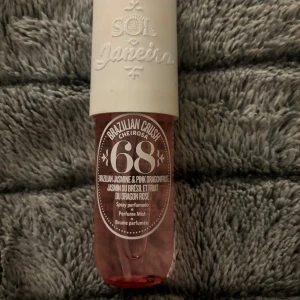 SOL
de
Janeiro
BRAZILIAN CRUSH
CHEIROSA
68
BRAZILIAN JASMINE & PINK DRAGONFRUIT
JASMIN DU BRÉSIL ET FRUIT
DU DRAGON ROSE
Spray perfumado
Perfume Mist
Brume parfumée